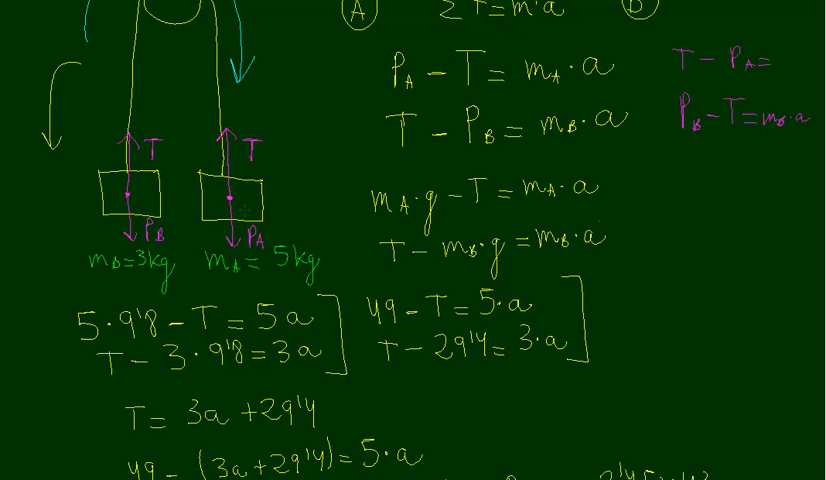 A
Σ F = m·a
P_A − T = m_A · a
T − P_B = m_B · a
T − P_A =
P_B − T = m_B · a
m_A · g − T = m_A · a
T − m_B · g = m_B · a
T
T
P_B
P_A
m_B = 3kg
m_A = 5kg
5 · 9'8 − T = 5a
T − 3 · 9'8 = 3a
49 − T = 5 · a
T − 29'4 = 3 · a
T = 3a + 29'4
49 − (3a + 29'4) = 5 · a